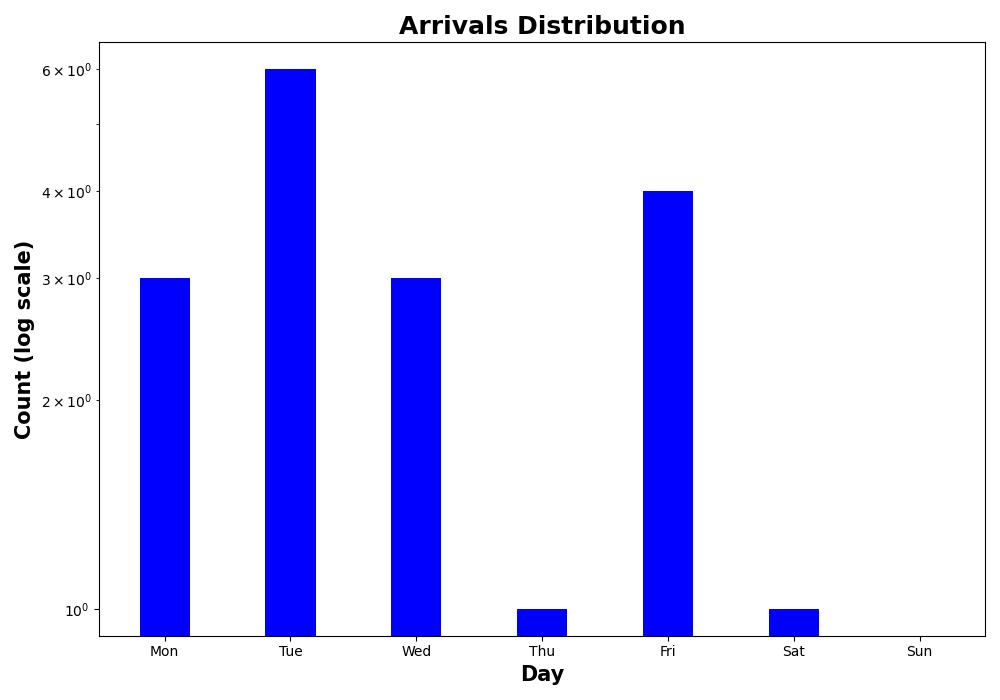 Arrivals Distribution
Count (log scale)
6 × 10⁰
4 × 10⁰
3 × 10⁰
2 × 10⁰
10⁰
Mon Tue Wed Thu Fri Sat Sun
Day